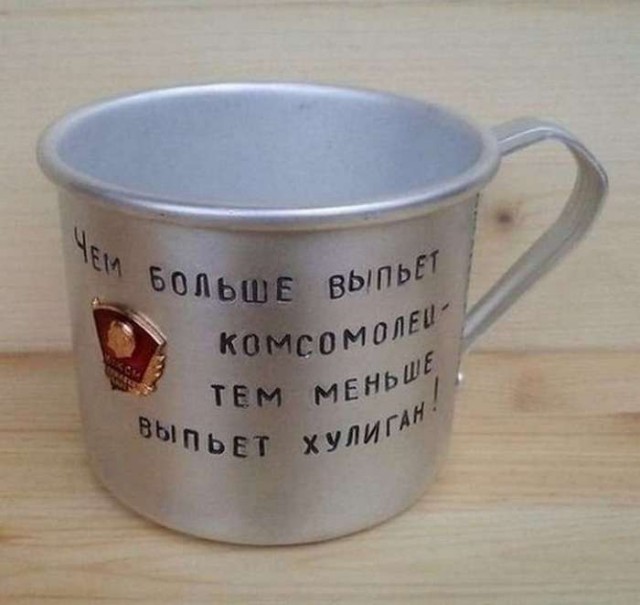 Чем больше выпьет
комсомолец-
тем меньше
выпьет хулиган!